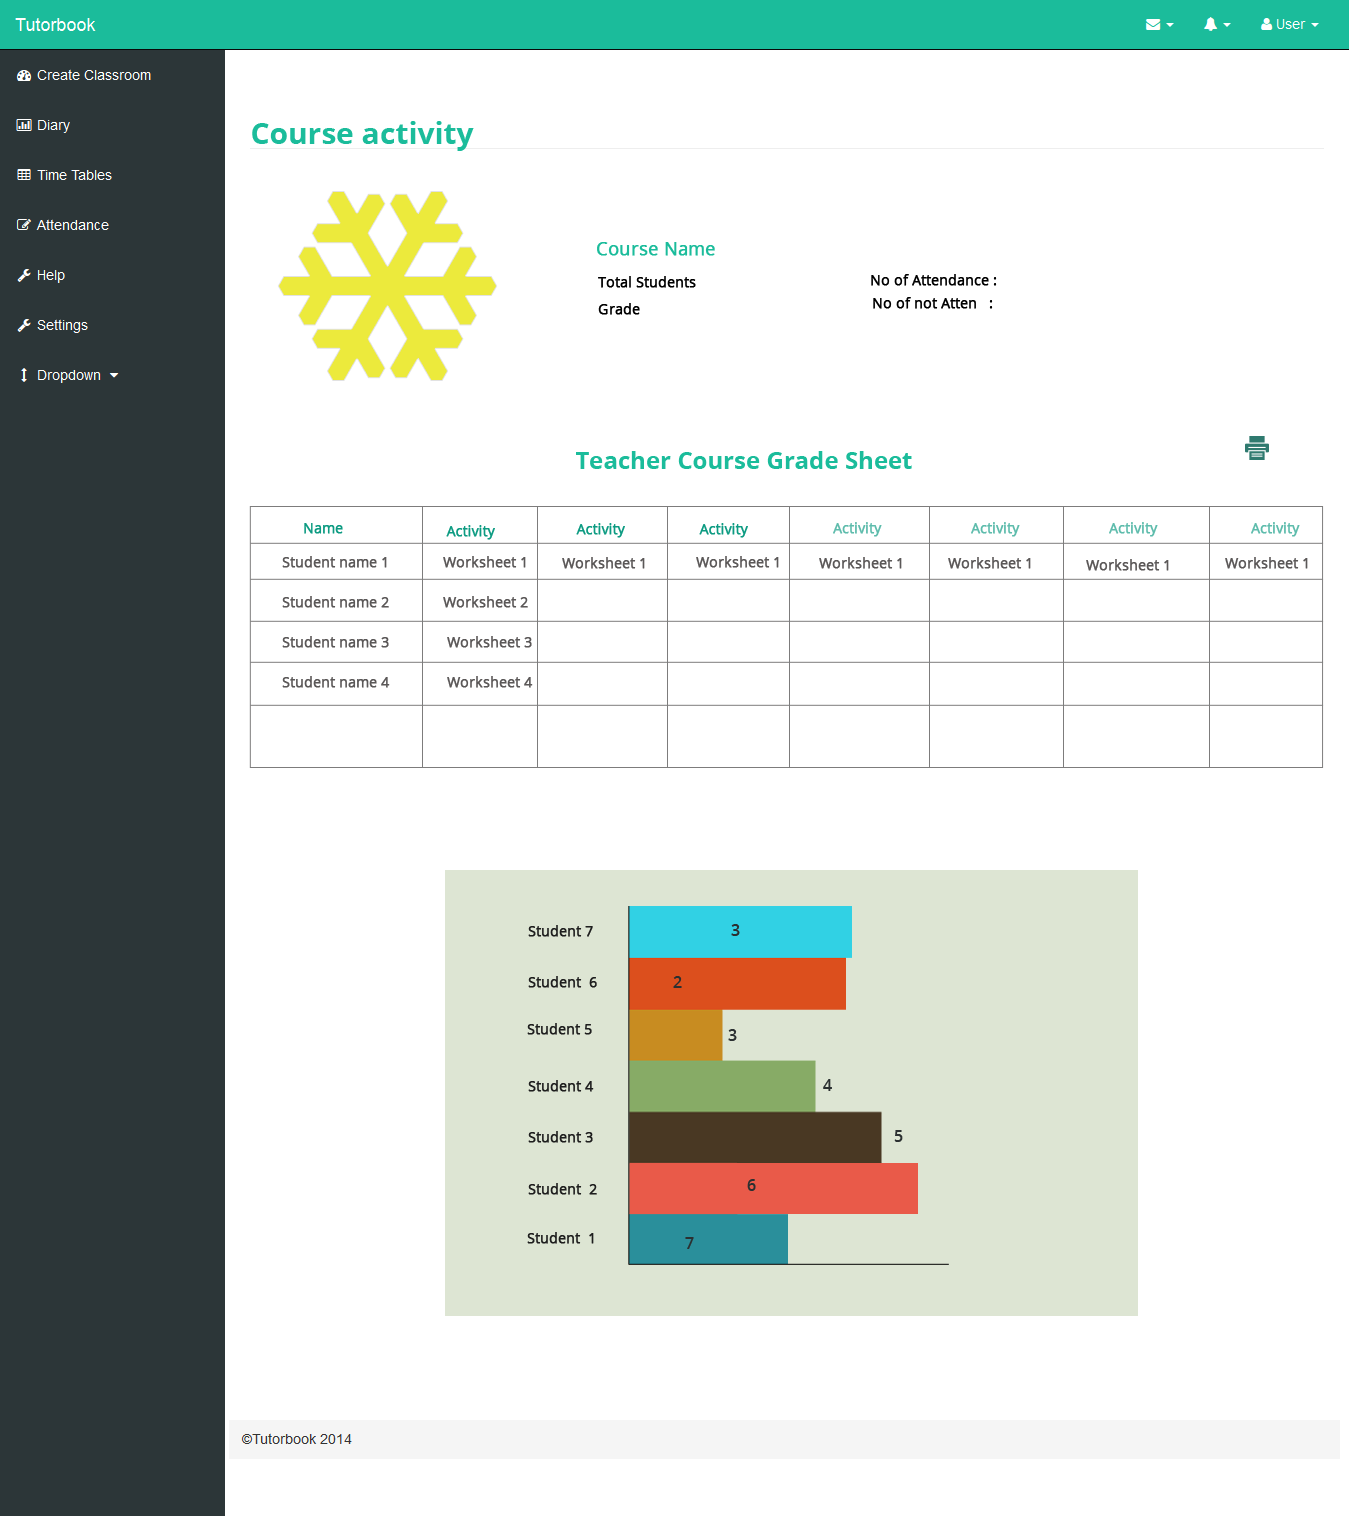 Tutorbook
User
Create Classroom
Diary
Time Tables
Attendance
Help
Settings
Dropdown
Course activity
Course Name
Total Students
No of Attendance :
Grade
No of not Atten :
Teacher Course Grade Sheet
Name Activity Activity Activity Activity Activity Activity Activity
Student name 1 Worksheet 1 Worksheet 1 Worksheet 1 Worksheet 1 Worksheet 1 Worksheet 1 Worksheet 1
Student name 2 Worksheet 2
Student name 3 Worksheet 3
Student name 4 Worksheet 4
Student 7 3
Student 6 2
Student 5 3
Student 4 4
Student 3 5
Student 2 6
Student 1 7
©Tutorbook 2014